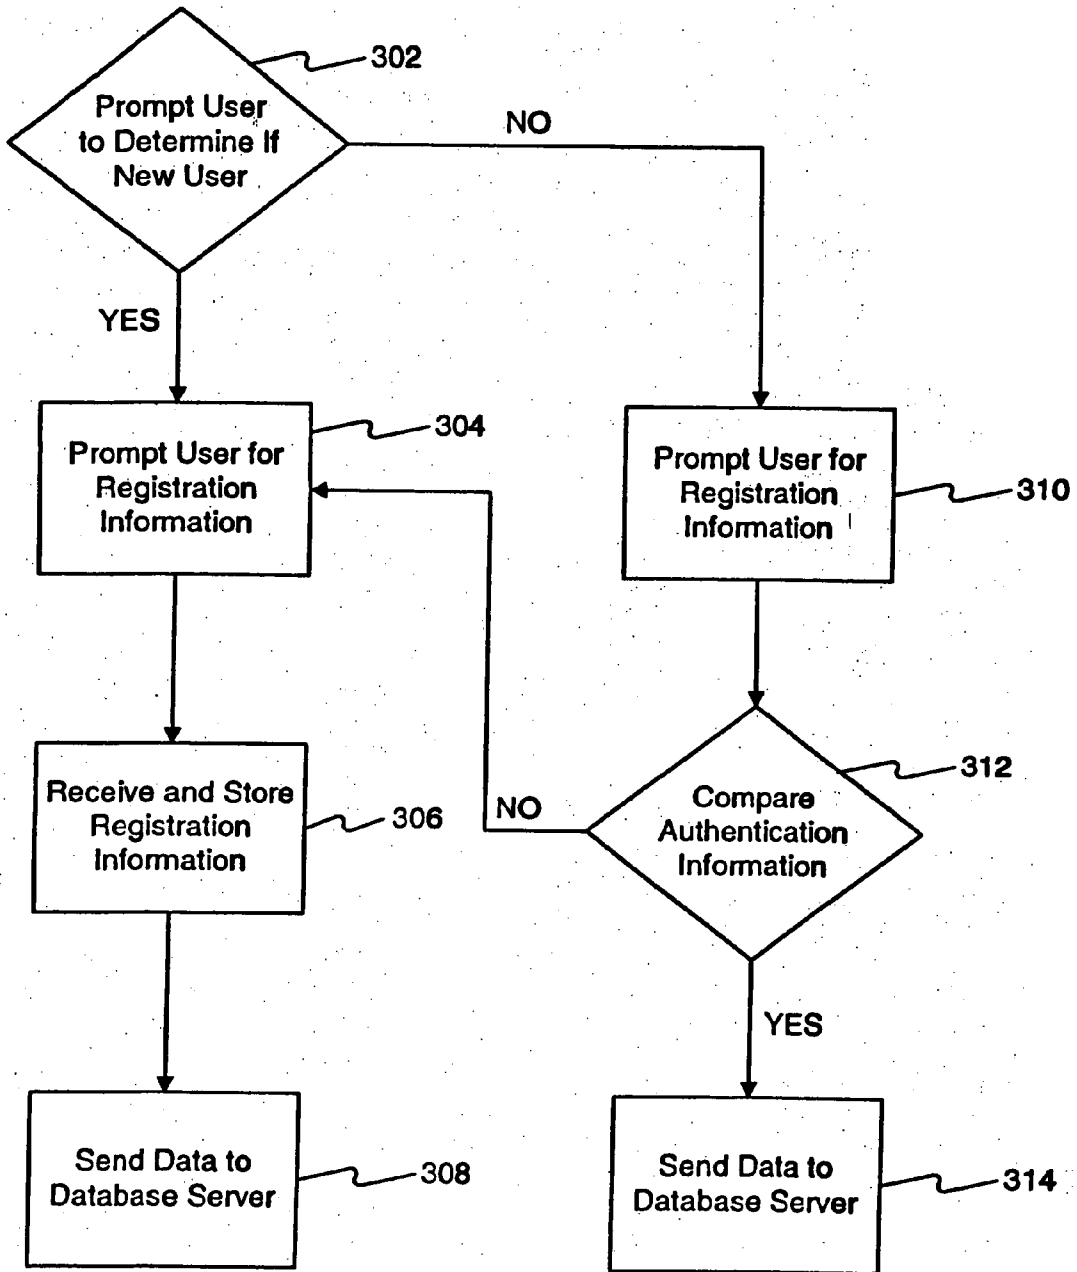 302
Prompt User
to Determine If
New User
NO
YES
304
Prompt User for
Registration
Information
Prompt User for
Registration
Information
310
Receive and Store
Registration
Information
306
NO
312
Compare
Authentication
Information
YES
Send Data to
Database Server
308
Send Data to
Database Server
314